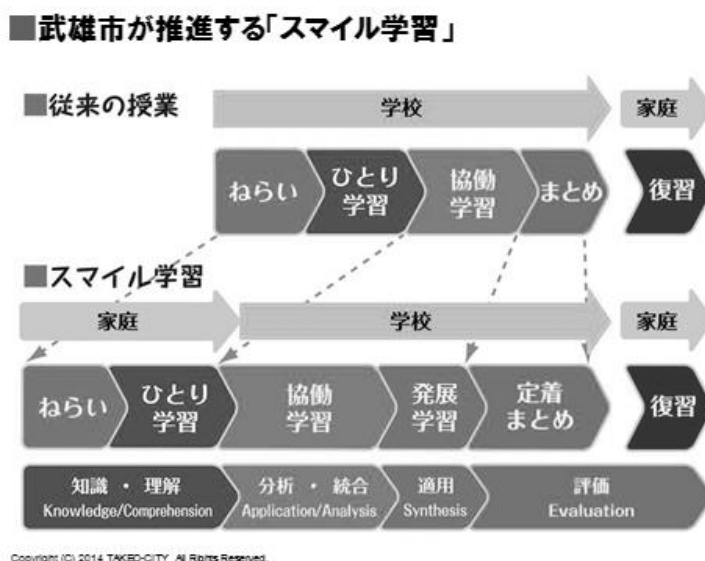 ■武雄市が推進する「スマイル学習」
■従来の授業
学校
家庭
ねらい
ひとり
学習
協働
学習
まとめ
復習
■スマイル学習
家庭
学校
家庭
ねらい
ひとり
学習
協働
学習
発展
学習
定着
まとめ
復習
知識 ・ 理解
Knowledge/Comprehension
分析 ・ 統合
Application/Analysis
適用
Synthesis
評価
Evaluation
Copyright (C) 2014 TAKEO-CITY All Rights Reserved.